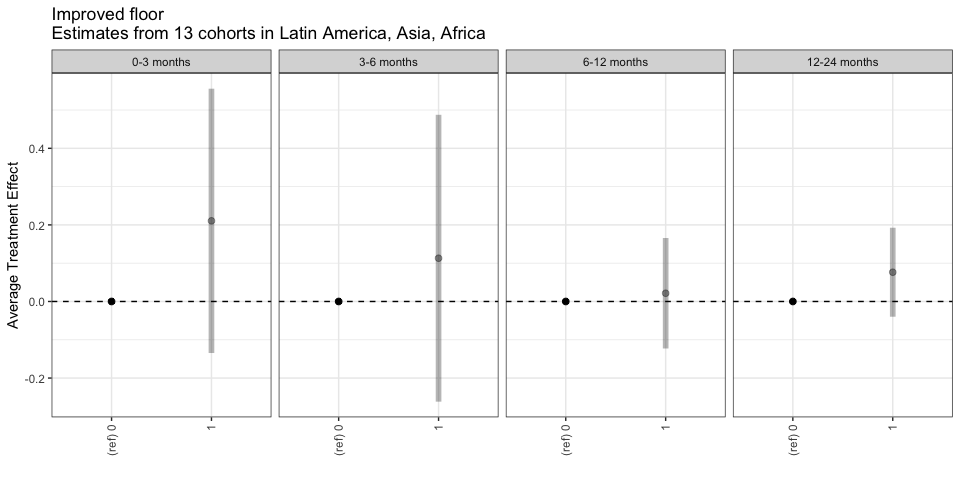 Improved floor
Estimates from 13 cohorts in Latin America, Asia, Africa
0-3 months
3-6 months
6-12 months
12-24 months
Average Treatment Effect
0.4
0.2
0.0
-0.2
(ref) 0
1
(ref) 0
1
(ref) 0
1
(ref) 0
1